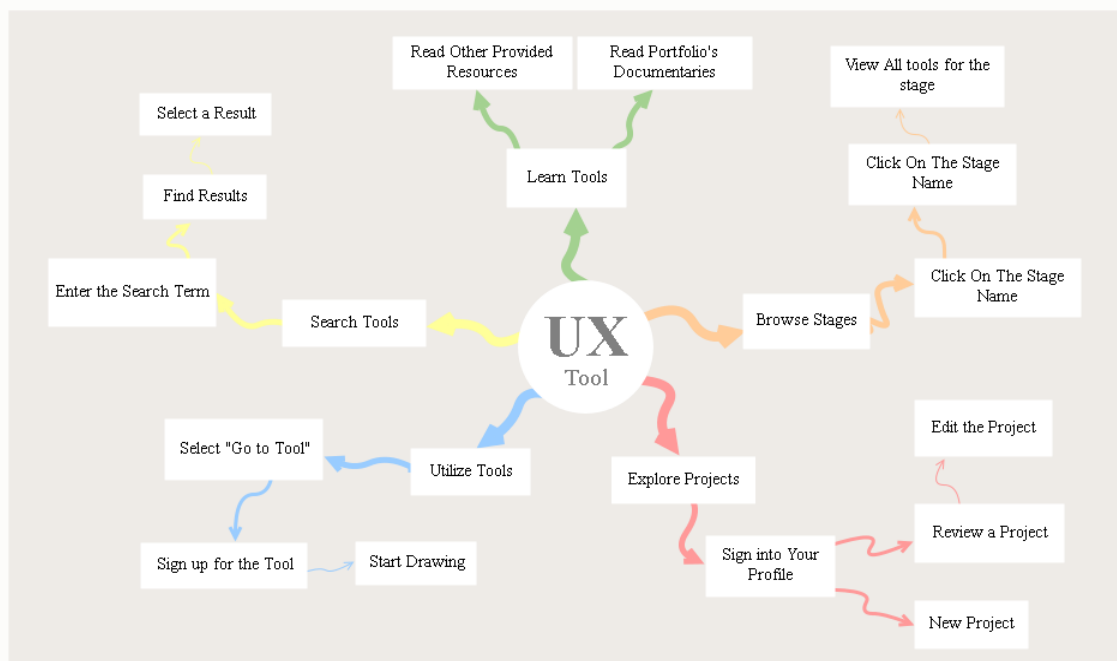 Read Other Provided
Resources
Read Portfolio's
Documentaries
View All tools for the
stage
Select a Result
Click On The Stage
Name
Learn Tools
Find Results
Enter the Search Term
Click On The Stage
Name
Search Tools
Browse Stages
UX
Tool
Select "Go to Tool"
Edit the Project
Utilize Tools
Explore Projects
Review a Project
Sign up for the Tool
Start Drawing
Sign into Your
Profile
New Project